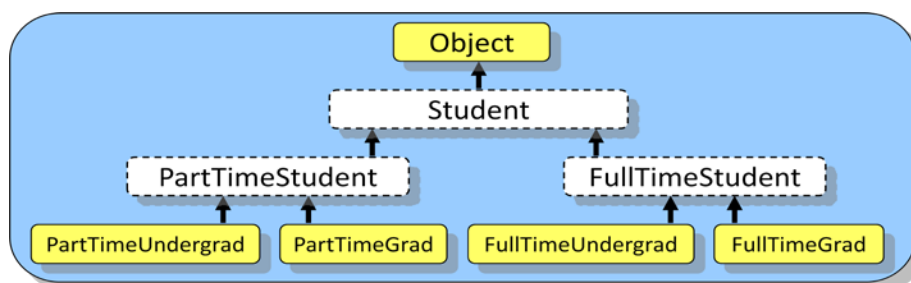 Object
Student
PartTimeStudent
FullTimeStudent
PartTimeUndergrad
PartTimeGrad
FullTimeUndergrad
FullTimeGrad